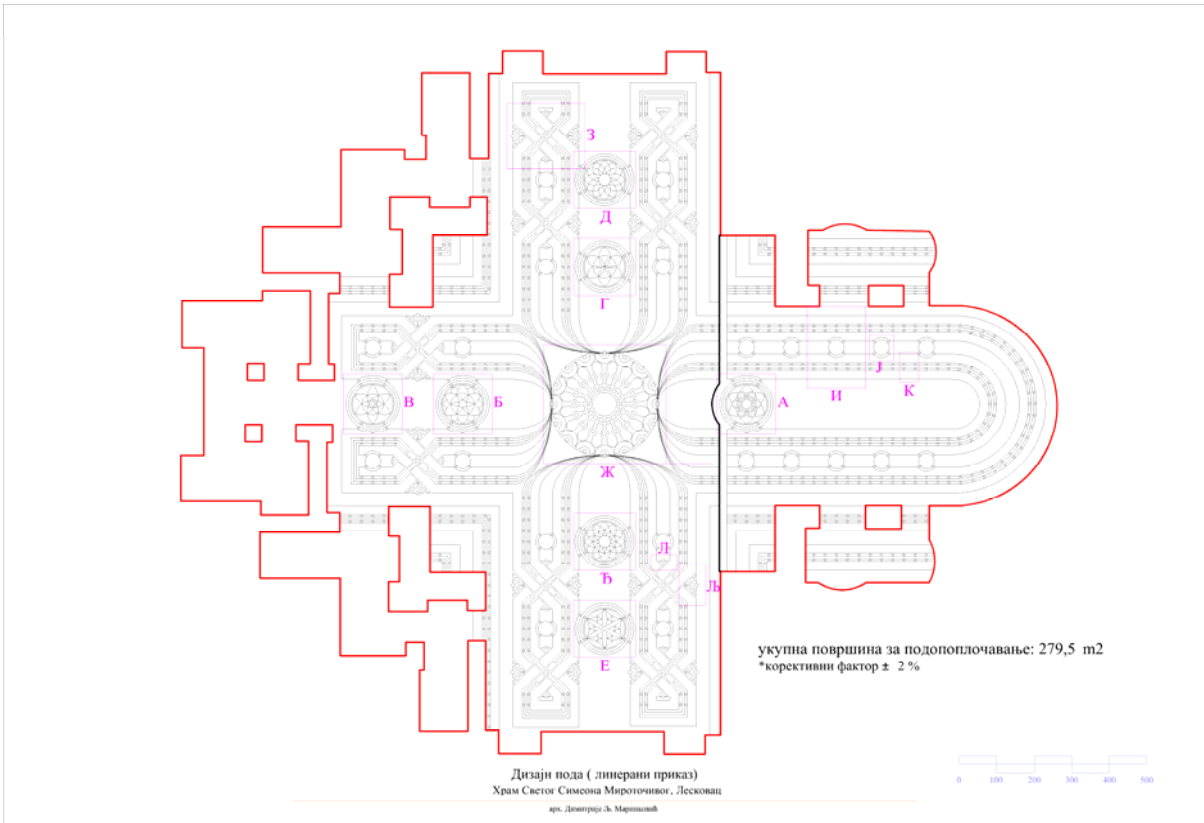 З
Д
Г
В
Б
А
И
Ј
К
Ж
Л
Љ
Ђ
Е
укупна површина за подопоплочавање: 279,5 m2
*корективни фактор ± 2 %
0 100 200 300 400 500
Дизајн пода ( линерани приказ)
Храм Светог Симеона Мироточивог, Лесковац
арх. Димитрије Љ. Маринковић